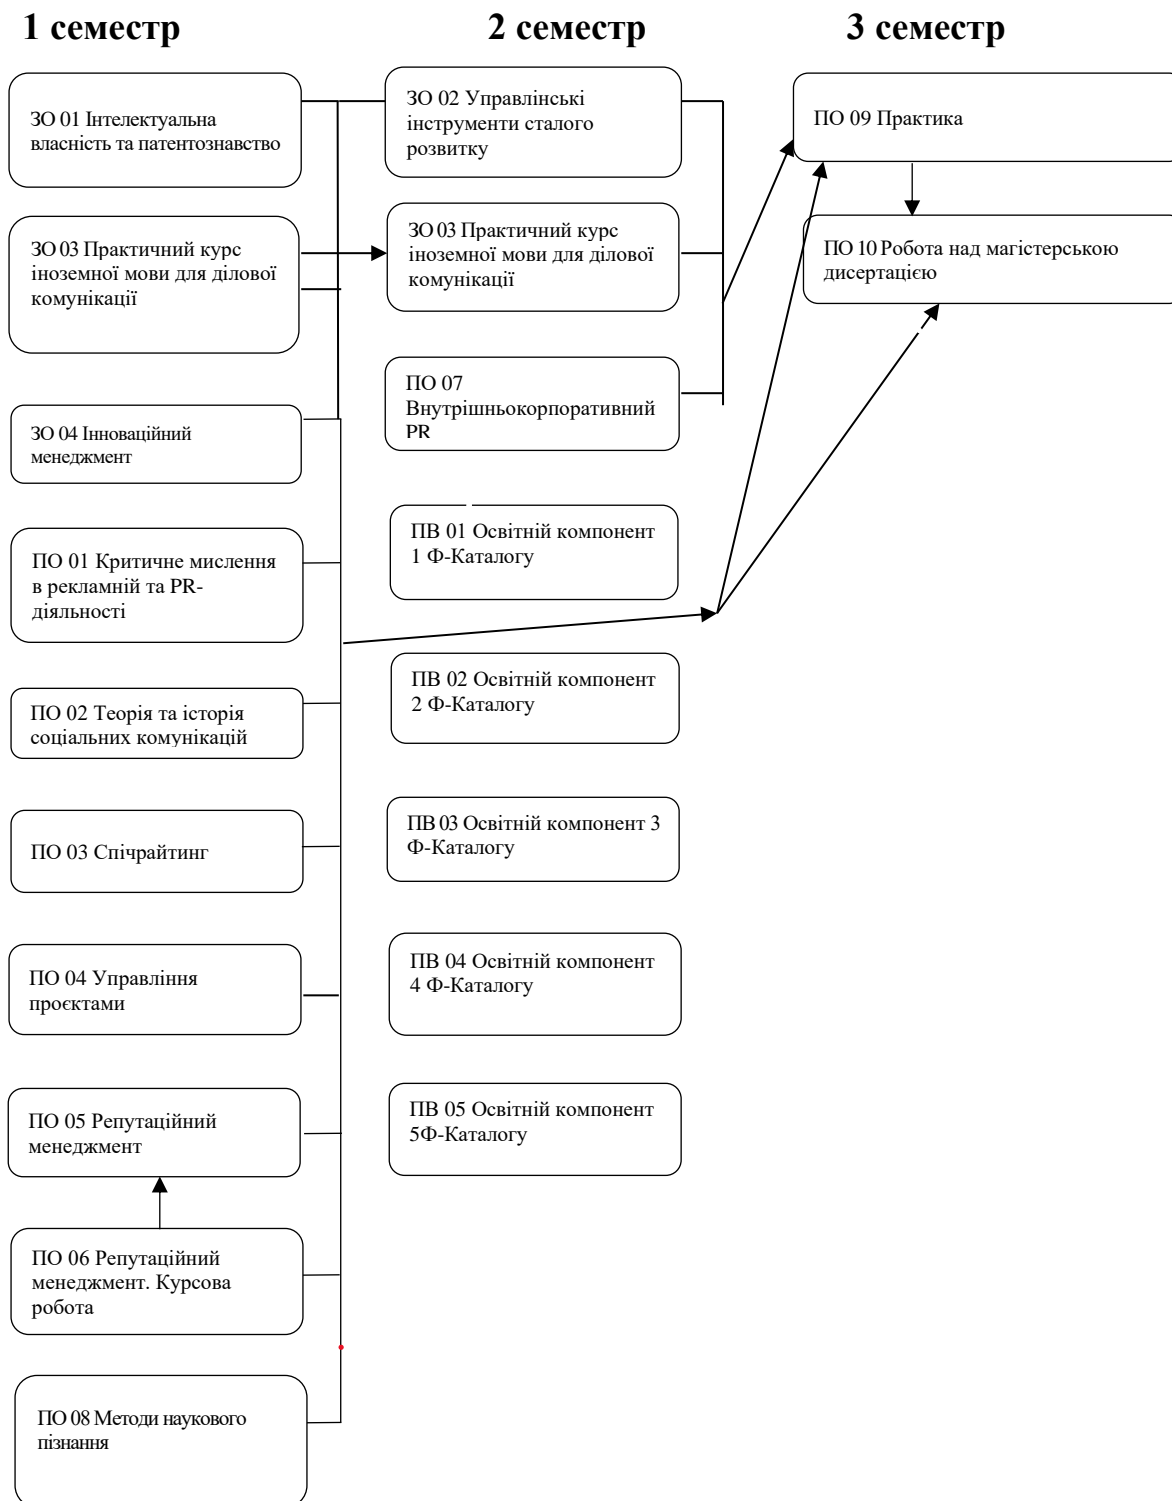 1 семестр
2 семестр
3 семестр
ЗО 01 Інтелектуальна
власність та патентознавство
ЗО 03 Практичний курс
іноземної мови для ділової
комунікації
ЗО 04 Інноваційний
менеджмент
ПО 01 Критичне мислення
в рекламній та PR-
діяльності
ПО 02 Теорія та історія
соціальних комунікацій
ПО 03 Спічрайтинг
ПО 04 Управління
проєктами
ПО 05 Репутаційний
менеджмент
ПО 06 Репутаційний
менеджмент. Курсова
робота
ПО 08 Методи наукового
пізнання
ЗО 02 Управлінські
інструменти сталого
розвитку
ЗО 03 Практичний курс
іноземної мови для ділової
комунікації
ПО 07
Внутрішньокорпоративний
PR
ПВ 01 Освітній компонент
1 Ф-Каталогу
ПВ 02 Освітній компонент
2 Ф-Каталогу
ПВ 03 Освітній компонент 3
Ф-Каталогу
ПВ 04 Освітній компонент
4 Ф-Каталогу
ПВ 05 Освітній компонент
5Ф-Каталогу
ПО 09 Практика
ПО 10 Робота над магістерською
дисертацією